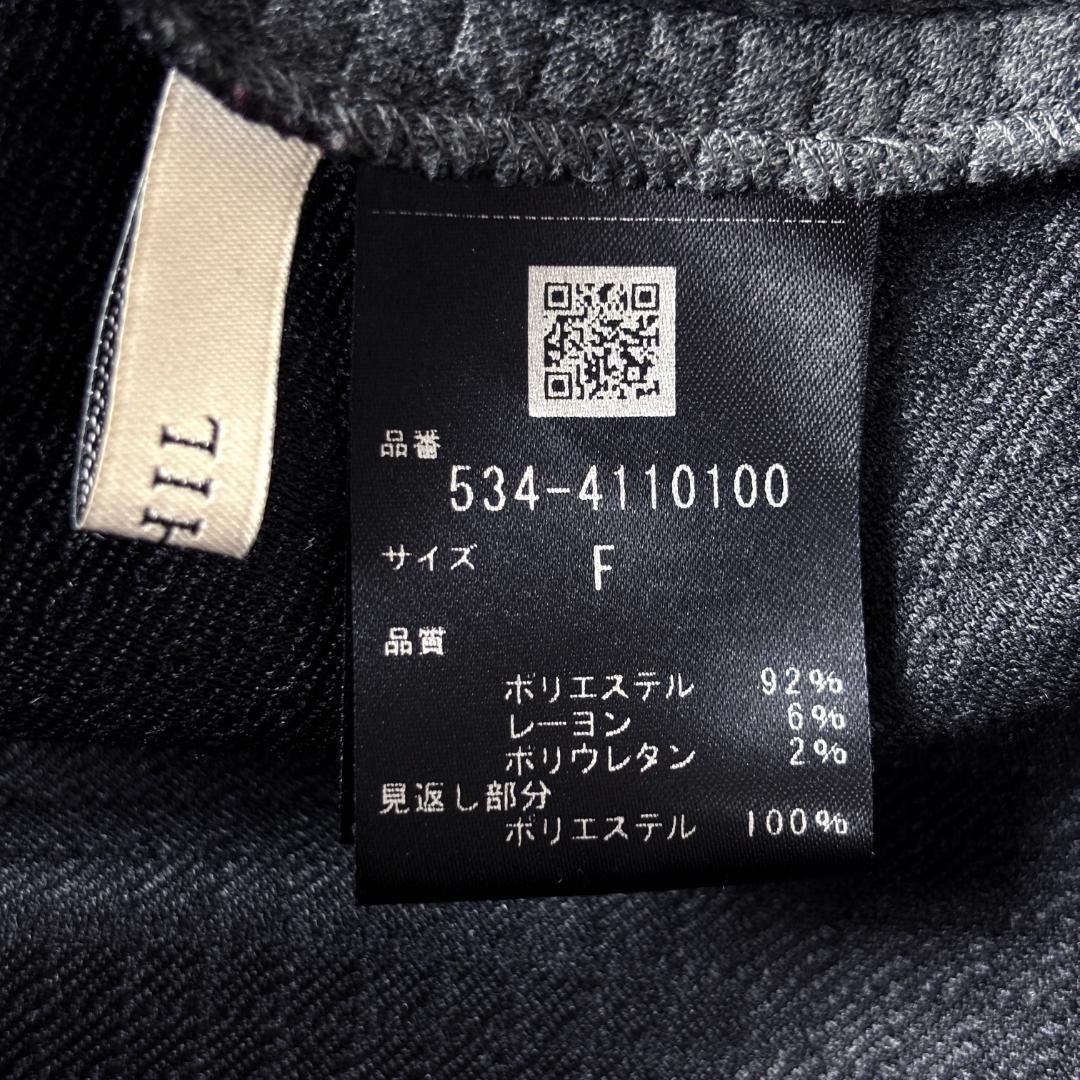 HIL
品番
534-4110100
サイズ F
品質
ポリエステル 92%
レーヨン 6%
ポリウレタン 2%
見返し部分
ポリエステル 100%